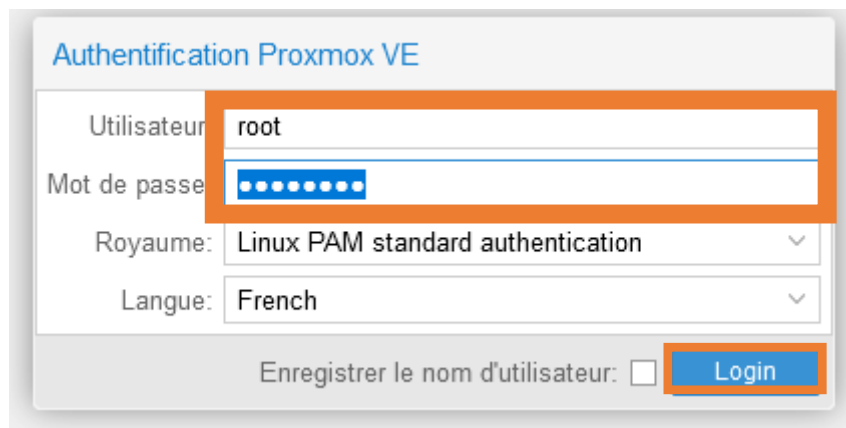 Authentification Proxmox VE
Utilisateur root
Mot de passe ●●●●●●●●
Royaume: Linux PAM standard authentication
Langue: French
Enregistrer le nom d'utilisateur: Login